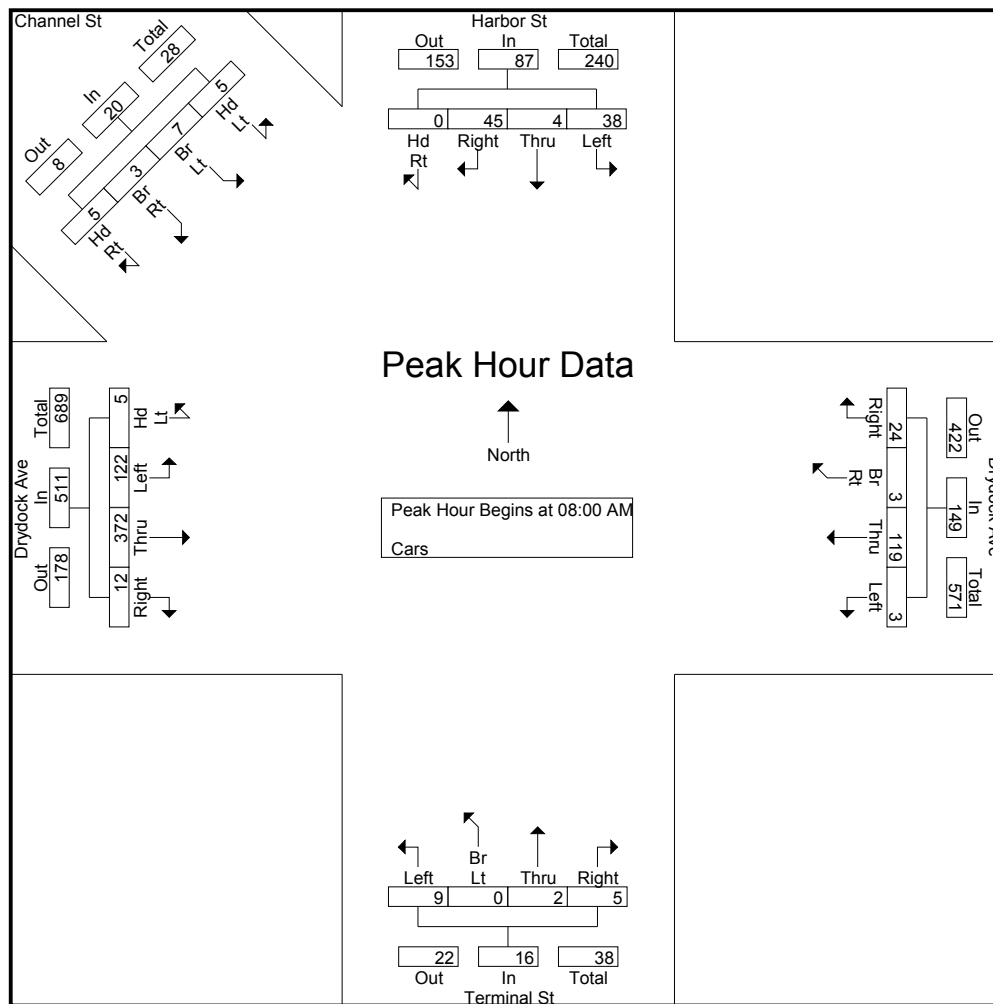 Channel St
Total
28
In
20
Out
8
5
7
3
5
Hd
Lt
Br
Lt
Br
Rt
Hd
Rt
Harbor St
Out In Total
153 87 240
0 45 4 38
Hd
Rt
Right Thru Left
Peak Hour Data
North
Peak Hour Begins at 08:00 AM
Cars
Drydock Ave
Total In Out
689 511 178
5 122 372 12
Hd
Lt
Left Thru Right
Right
Br
Rt
Thru Left
24 3 119 3
Out In Total
422 149 571
Drydock Ave
Left
Br
Lt
Thru Right
9 0 2 5
22 16 38
Out In Total
Terminal St